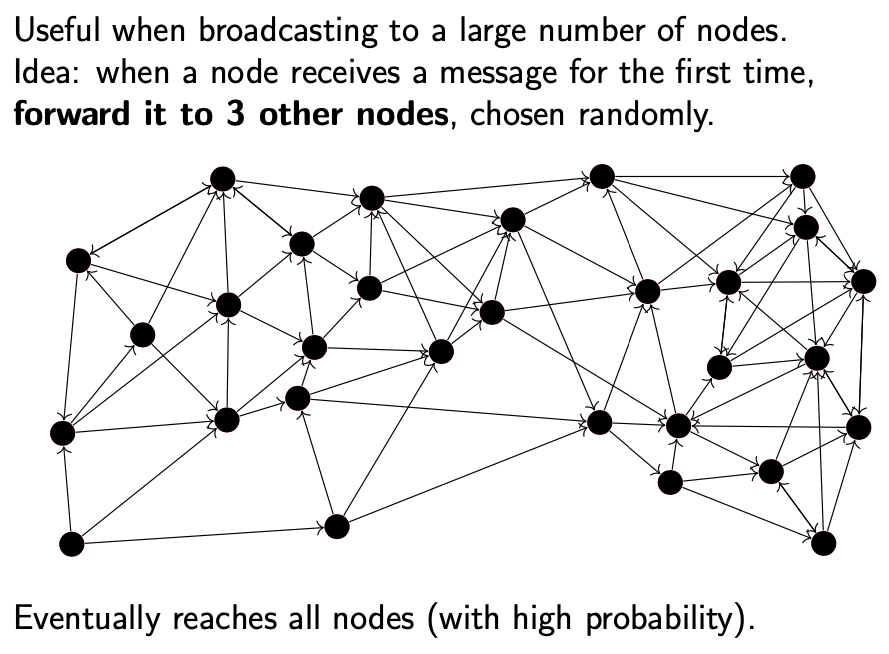 Useful when broadcasting to a large number of nodes.
Idea: when a node receives a message for the first time,
forward it to 3 other nodes, chosen randomly.
Eventually reaches all nodes (with high probability).